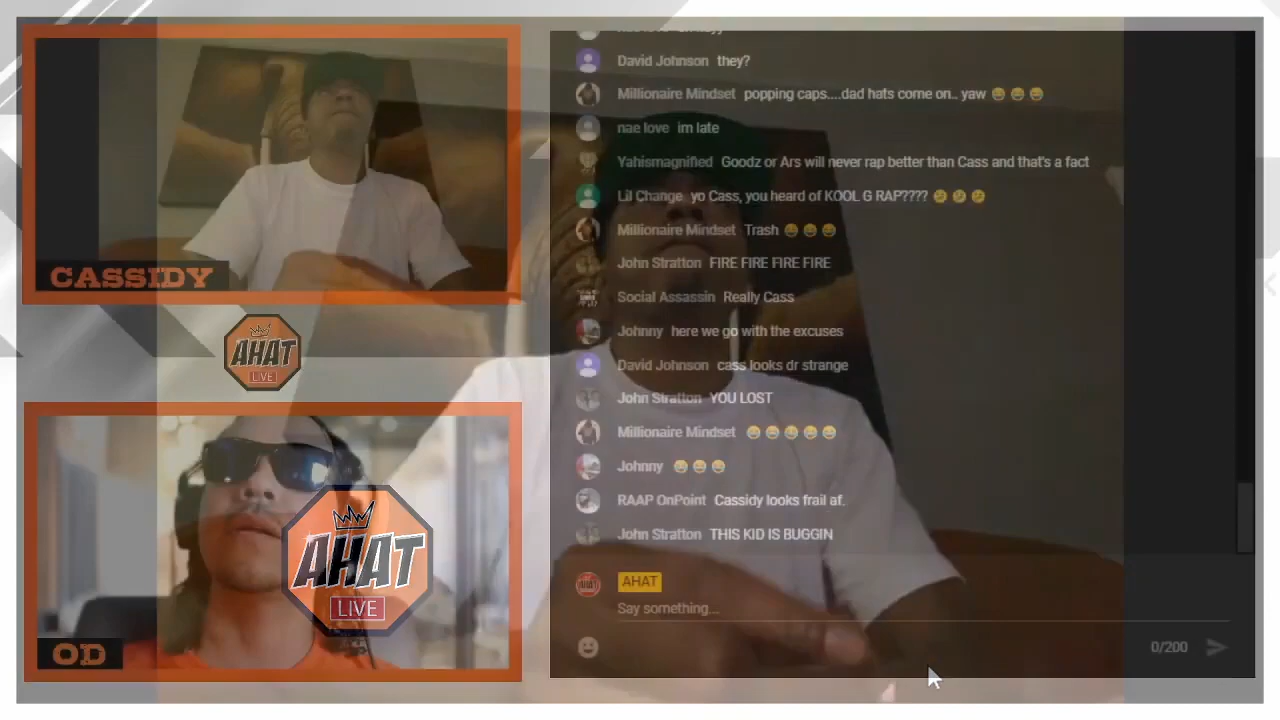 David Johnson they?
Millionaire Mindset popping caps....dad hats come on.. yaw 😂 😂 😂
nae love im late
Yahismagnified Goodz or Ars will never rap better than Cass and that's a fact
Lil Change yo Cass, you heard of KOOL G RAP????
Millionaire Mindset Trash 😂 😂 😂
John Stratton FIRE FIRE FIRE FIRE
Social Assassin Really Cass
Johnny here we go with the excuses
David Johnson cass looks dr strange
John Stratton YOU LOST
Millionaire Mindset 😂 😂 😂 😂 😂
Johnny 😂 😂 😂
RAAP OnPoint Cassidy looks frail af.
John Stratton THIS KID IS BUGGIN
AHAT
Say something...
0/200
CASSIDY
AHAT
LIVE
AHAT
LIVE
OD